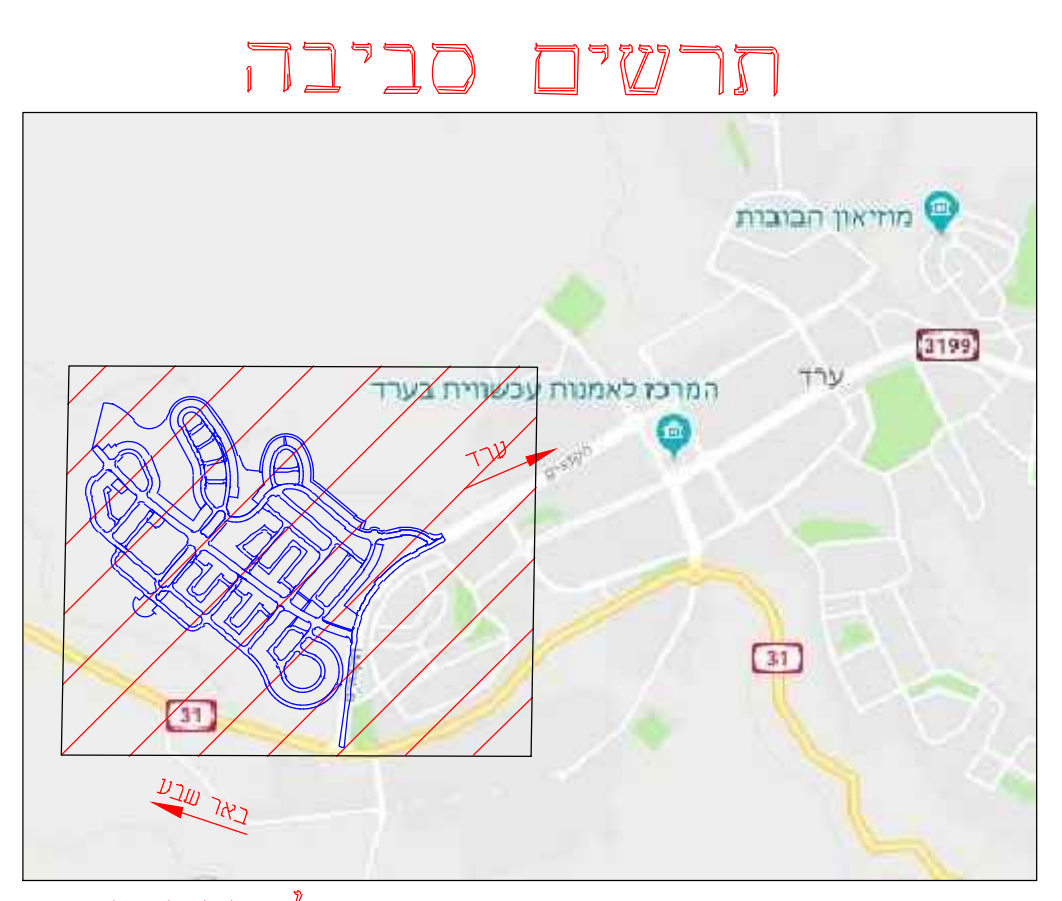 תרשים סביבה
מוזיאון הבובות
3199
ערד
המרכז לאמנות עכשווית בערד
ערד
31
31
באר שבע